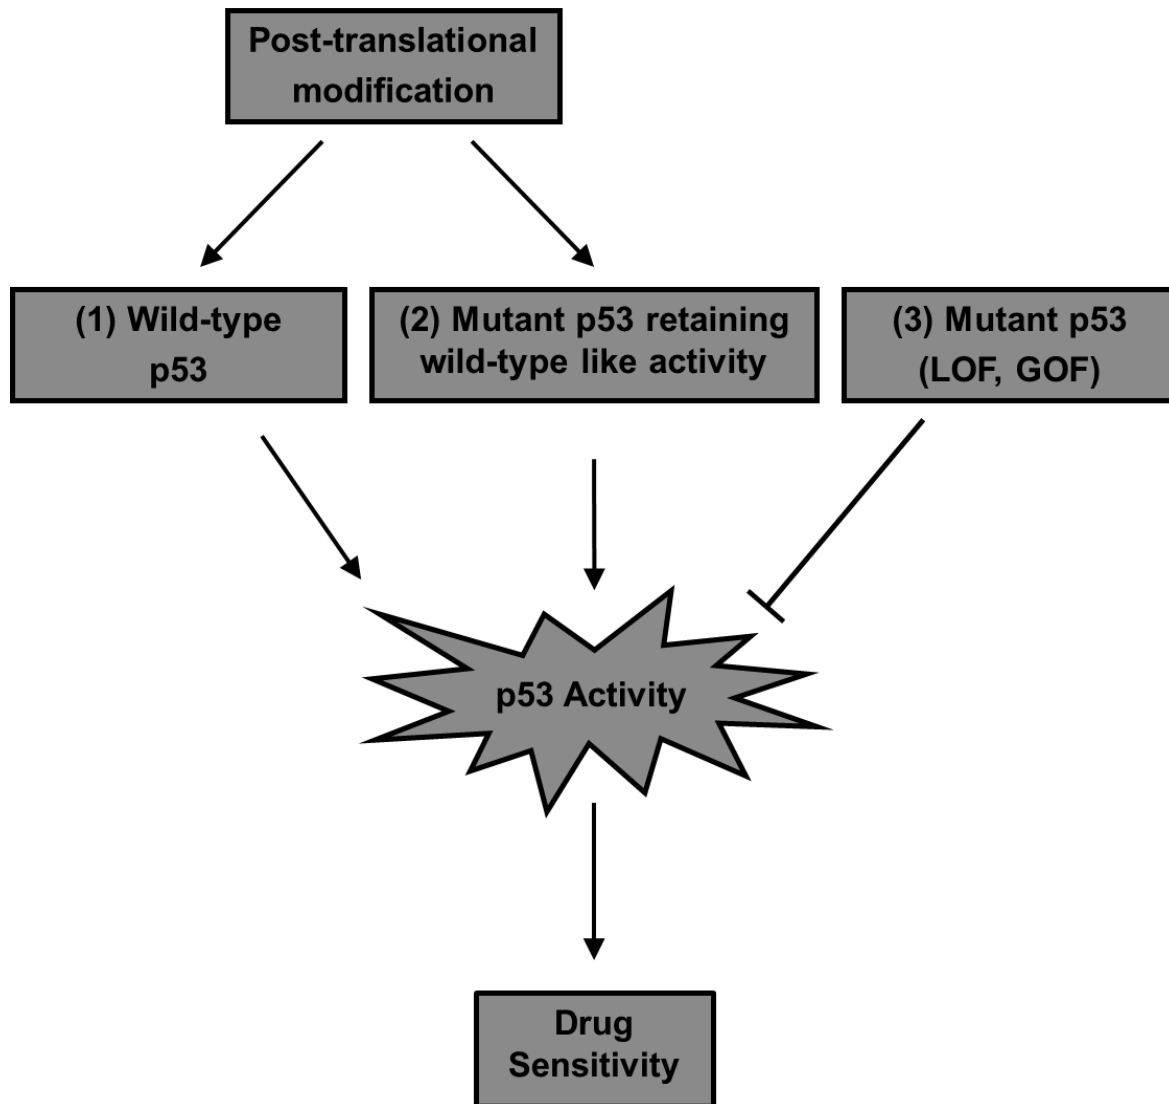 Post-translational
modification
(1) Wild-type
p53
(2) Mutant p53 retaining
wild-type like activity
(3) Mutant p53
(LOF, GOF)
p53 Activity
Drug
Sensitivity